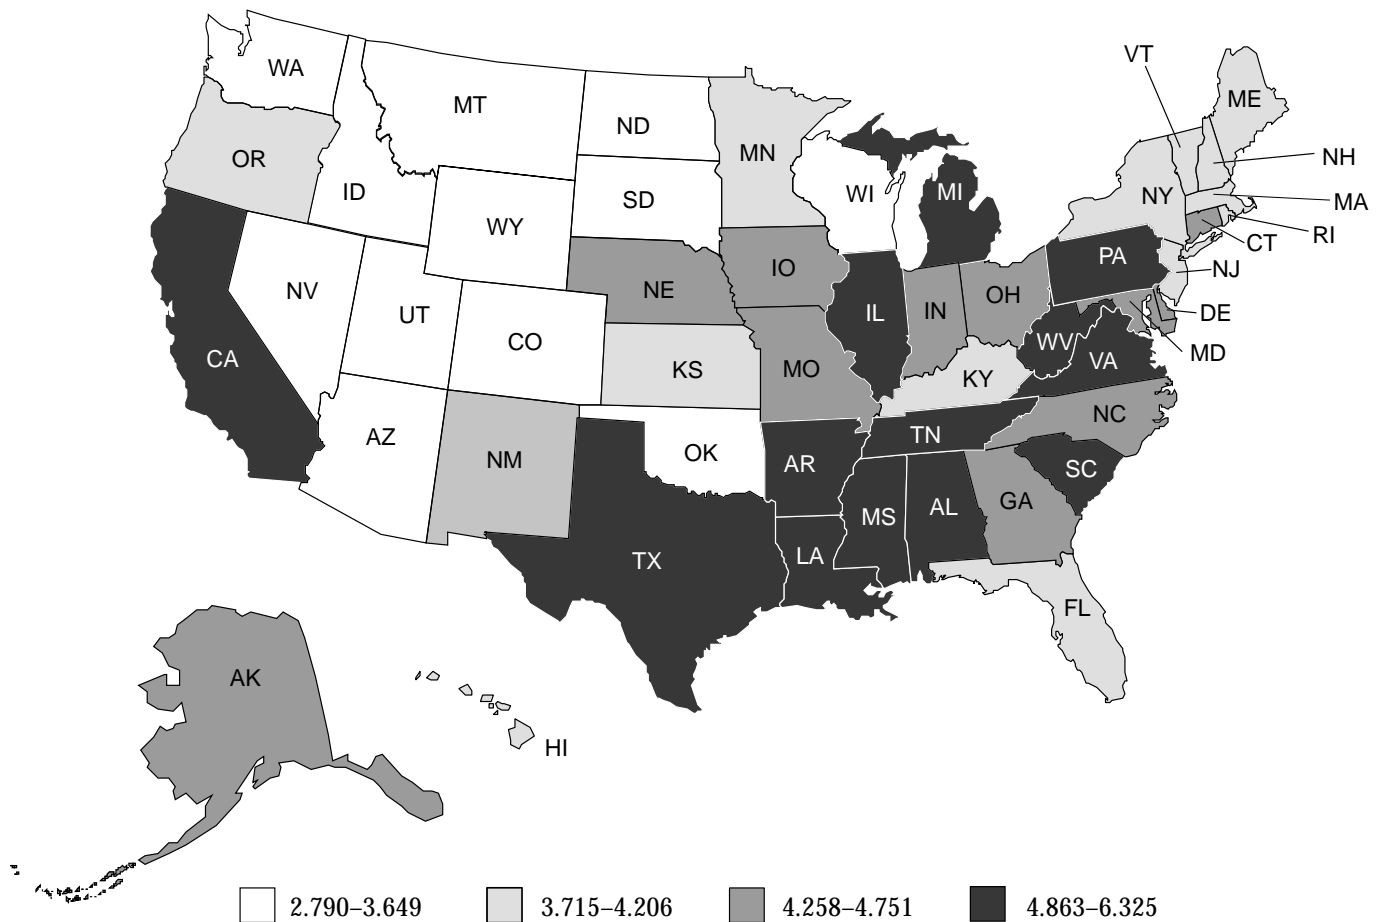 VT
WA
ME
MT
ND
MN
OR
NH
WI
MI
ID
SD
NY
MA
WY
RI
CT
PA
IO
NJ
NV
NE
OH
UT
IL
IN
DE
CO
WV
CA
VA
MD
KS
MO
KY
NC
AZ
TN
OK
NM
AR
SC
GA
AL
MS
TX
LA
FL
AK
HI
2.790–3.649
3.715–4.206
4.258–4.751
4.863–6.325